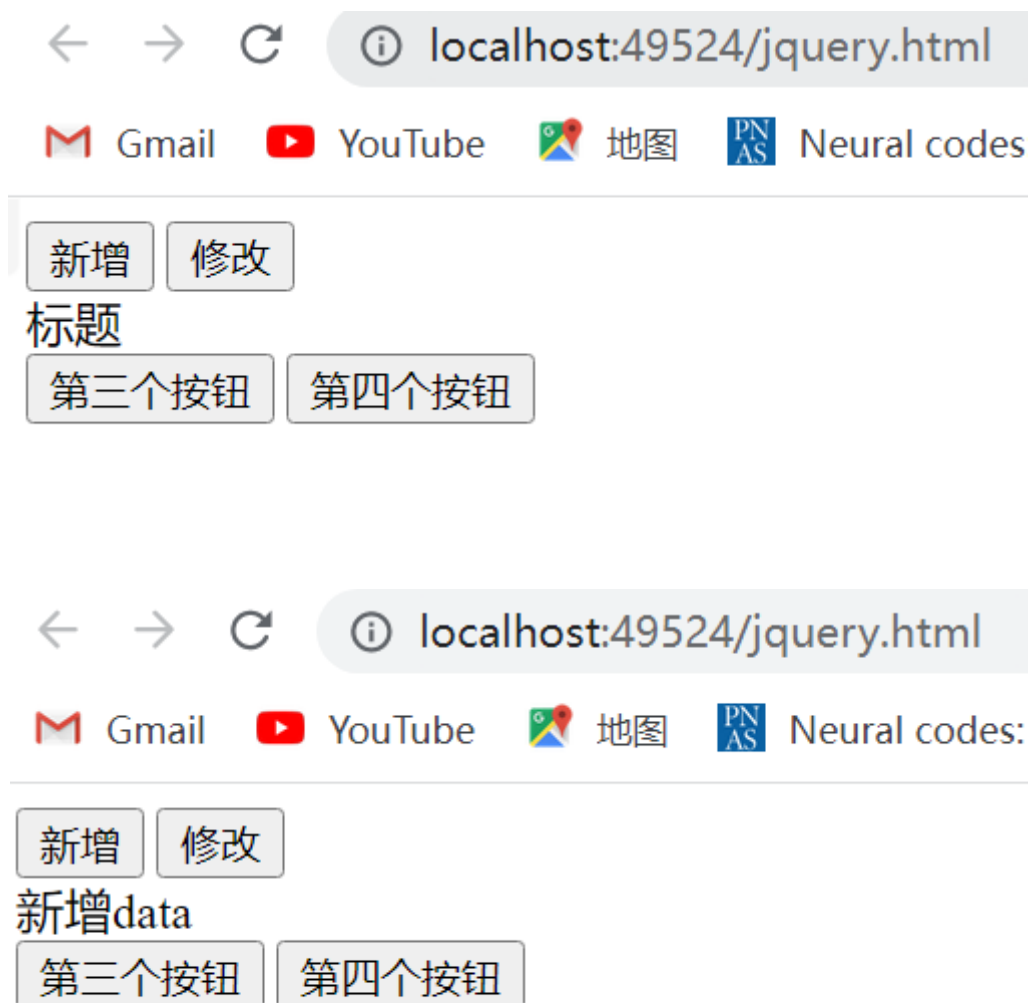 localhost:49524/jquery.html
Gmail YouTube 地图 PN AS Neural codes
新增 修改
标题
第三个按钮 第四个按钮
localhost:49524/jquery.html
Gmail YouTube 地图 PN AS Neural codes:
新增 修改
新增data
第三个按钮 第四个按钮